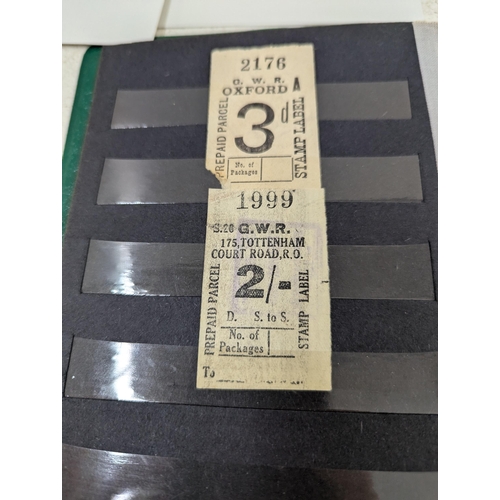 2176
G. W. R.
OXFORD A
PREPAID PARCEL
3d
STAMP LABEL
No. of
Packages
1999
S.26 G.W.R.
175, TOTTENHAM
COURT ROAD, R.O.
PREPAID PARCEL
2/-
STAMP LABEL
D. S. to S.
No. of
Packages
To